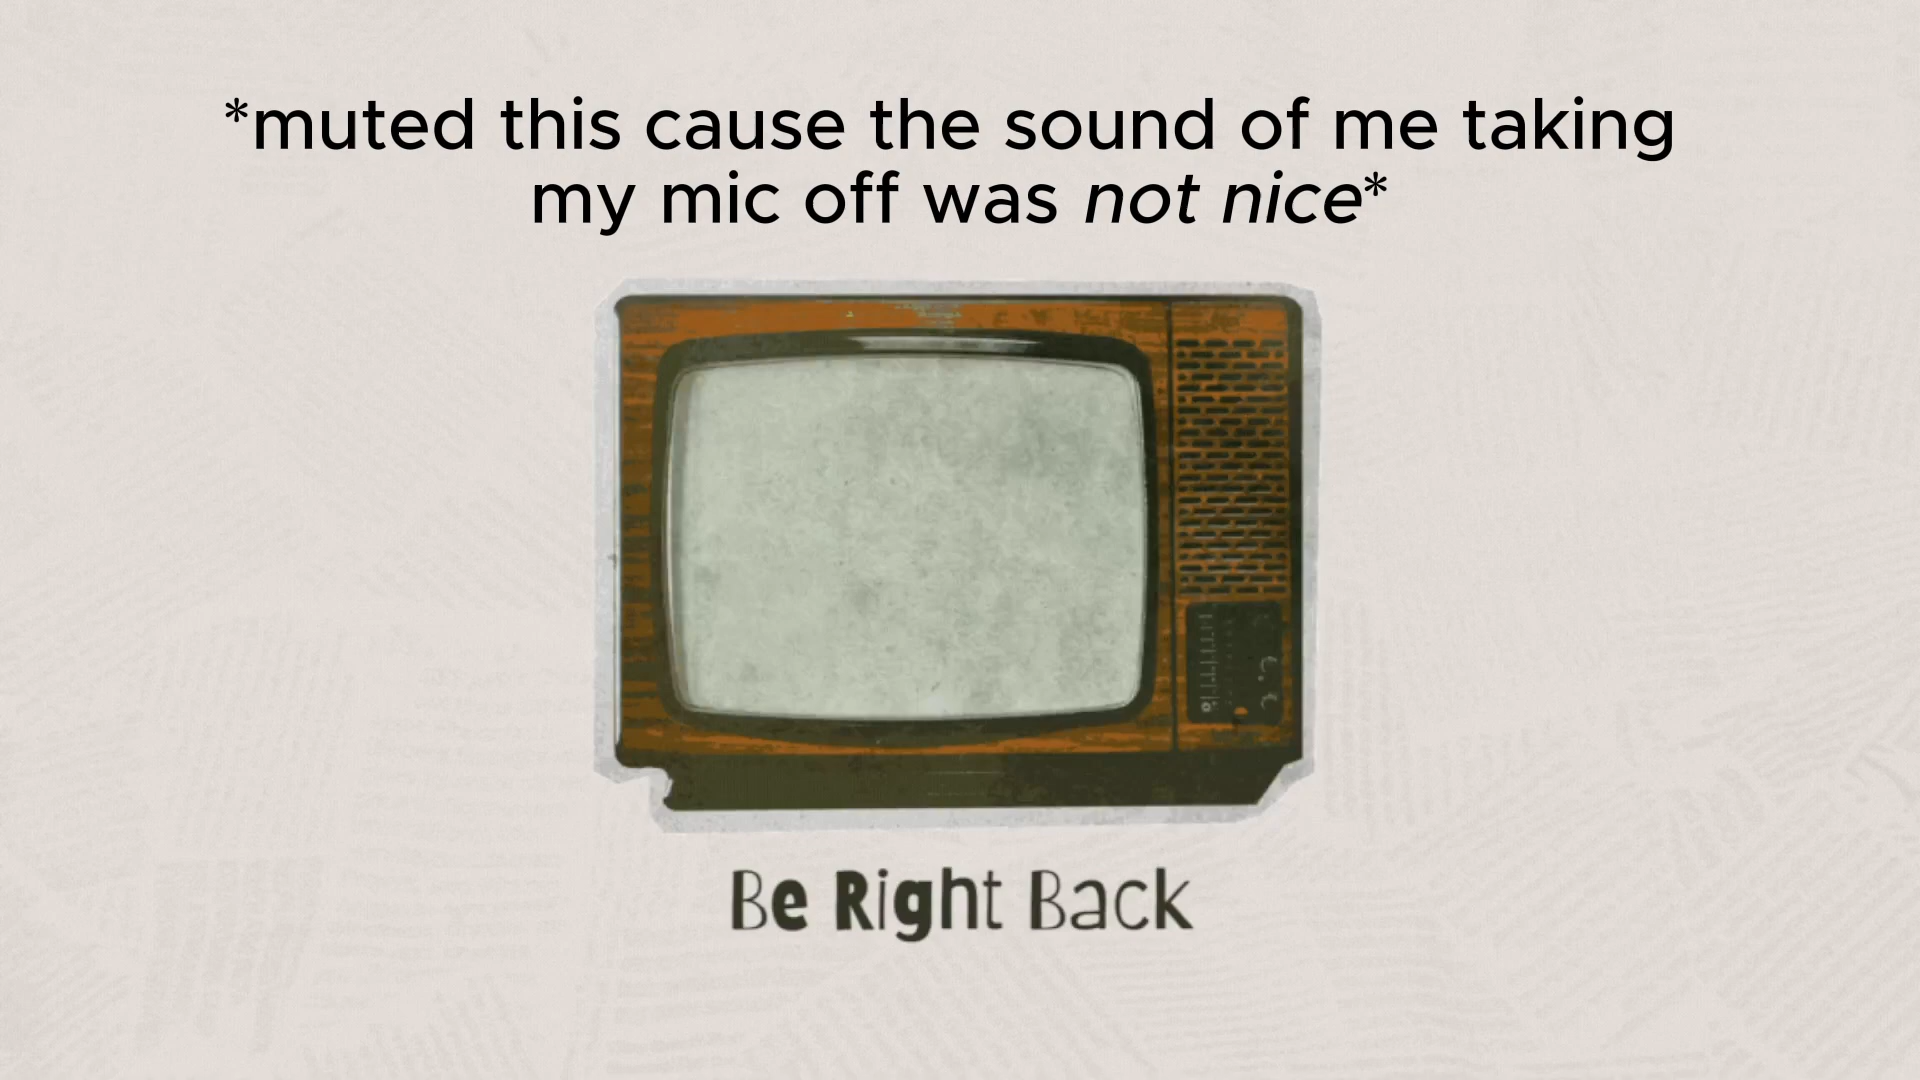 *muted this cause the sound of me taking
my mic off was not nice*
Be Right Back